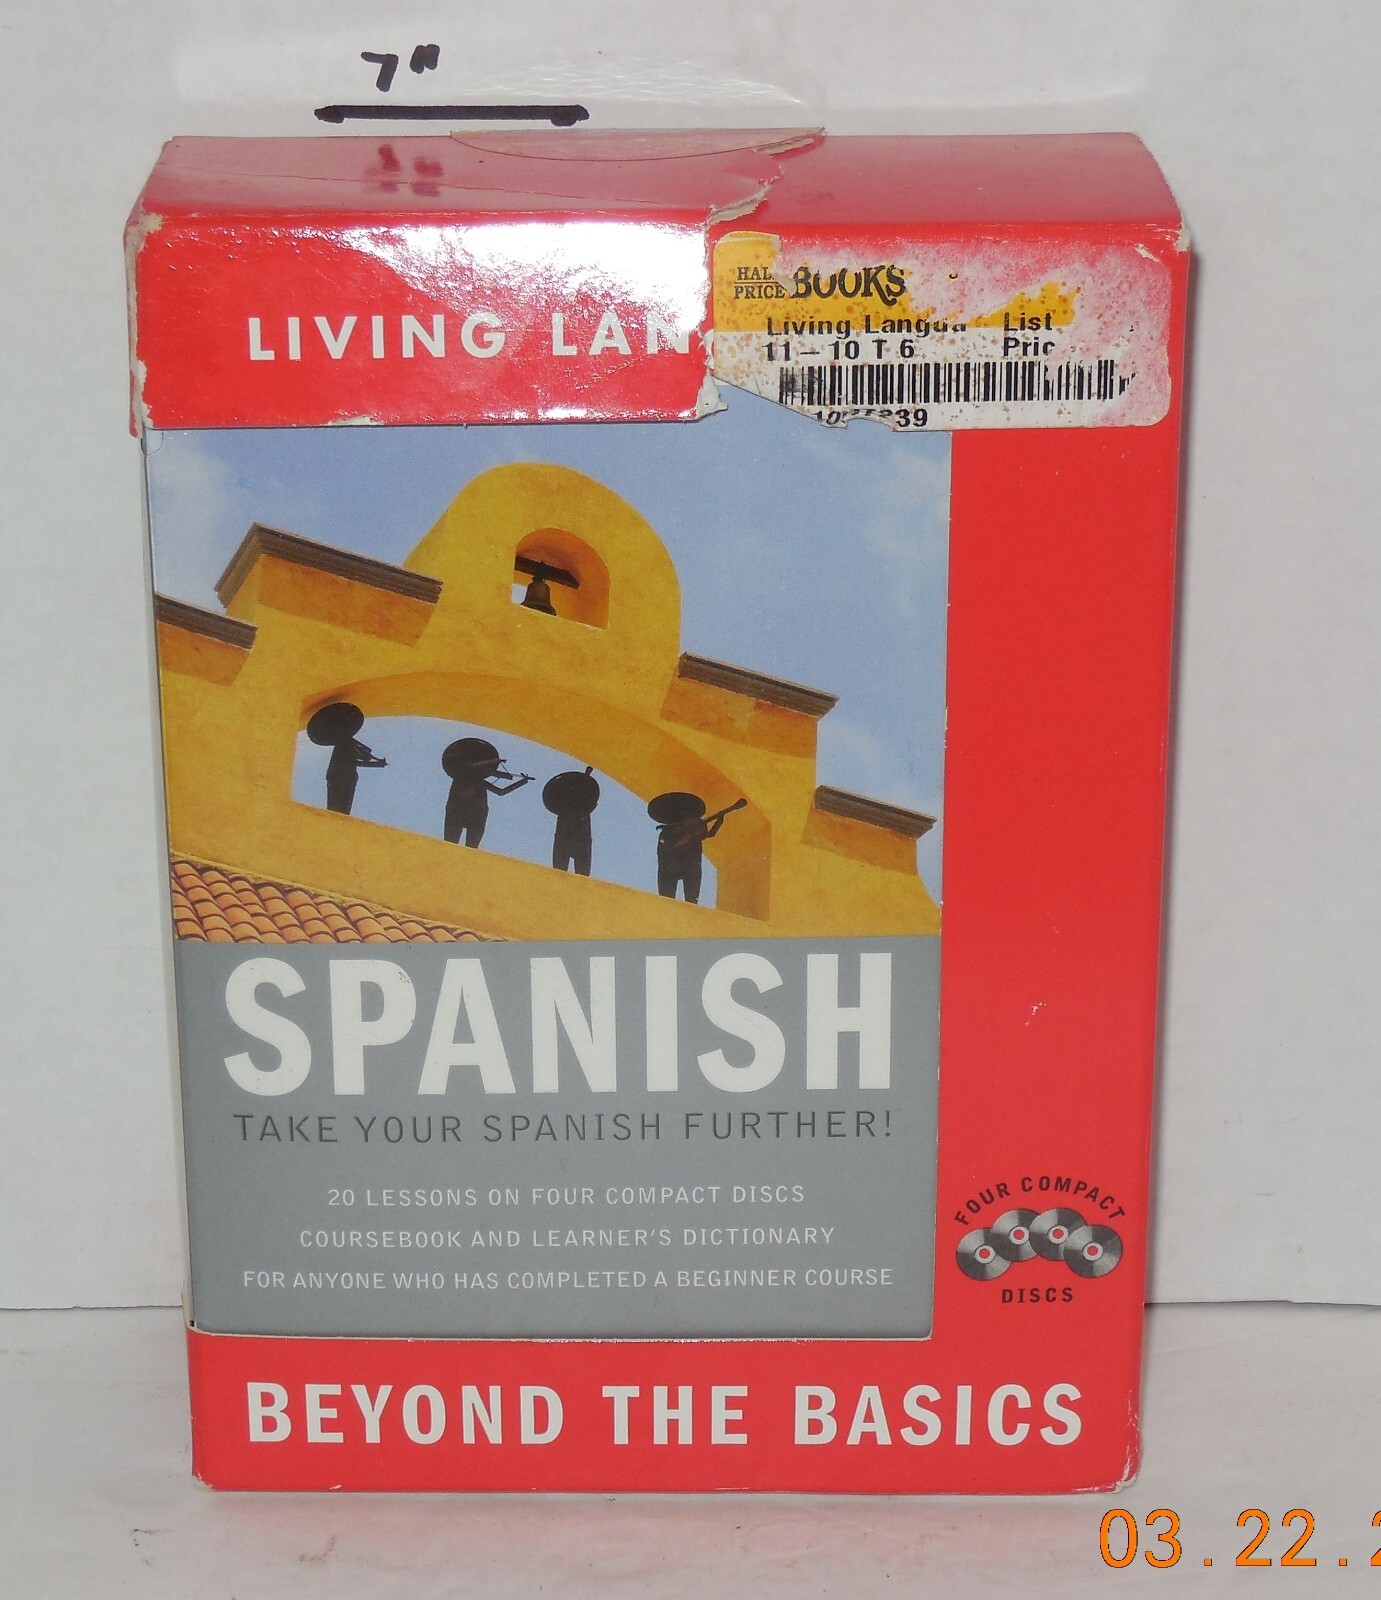 7"
LIVING LAN
HAL
PRICE BOOKS
Living Langua List
11-10 T 6 Pric
39
SPANISH
TAKE YOUR SPANISH FURTHER!
20 LESSONS ON FOUR COMPACT DISCS
COURSEBOOK AND LEARNER'S DICTIONARY
FOR ANYONE WHO HAS COMPLETED A BEGINNER COURSE
FOUR COMPACT
DISCS
BEYOND THE BASICS
03.22.2